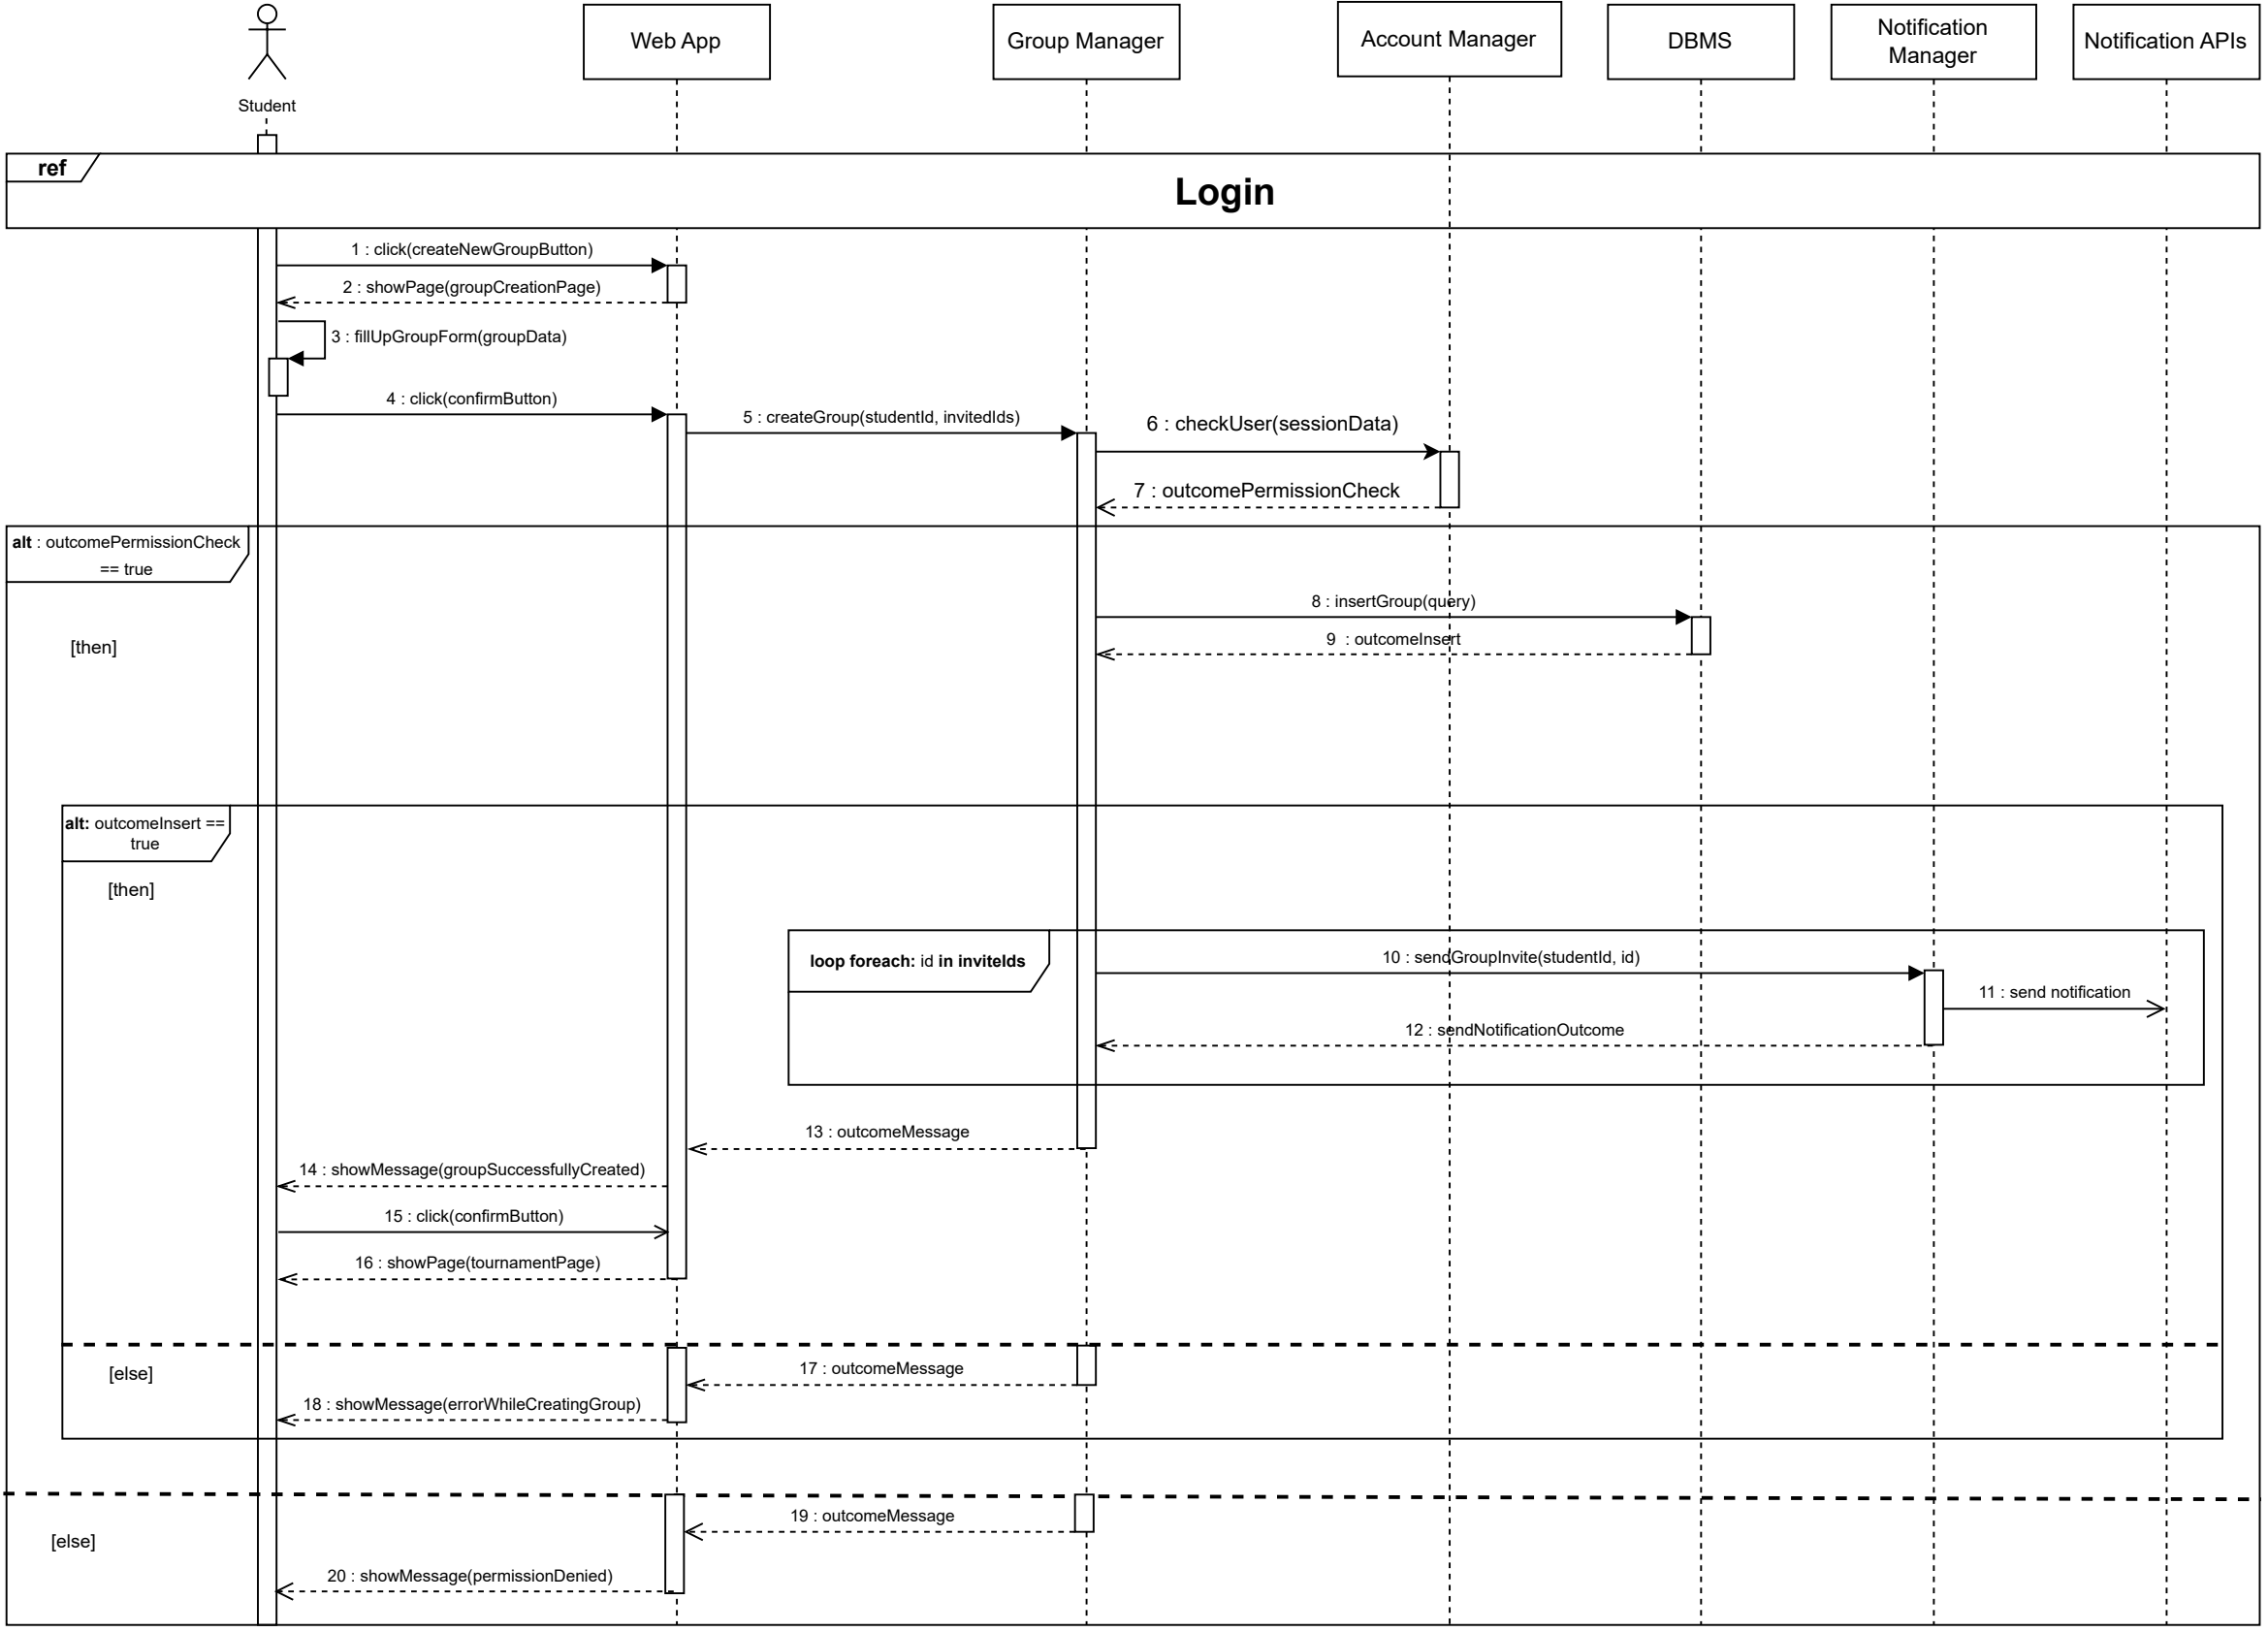 Student
Web App
Group Manager
Account Manager
DBMS
Notification
Manager
Notification APIs
ref
Login
1 : click(createNewGroupButton)
2 : showPage(groupCreationPage)
3 : fillUpGroupForm(groupData)
4 : click(confirmButton)
5 : createGroup(studentId, invitedIds)
6 : checkUser(sessionData)
7 : outcomePermissionCheck
alt : outcomePermissionCheck
== true
[then]
8 : insertGroup(query)
9 : outcomeInsert
alt: outcomeInsert ==
true
[then]
loop foreach: id in inviteIds
10 : sendGroupInvite(studentId, id)
11 : send notification
12 : sendNotificationOutcome
13 : outcomeMessage
14 : showMessage(groupSuccessfullyCreated)
15 : click(confirmButton)
16 : showPage(tournamentPage)
[else]
17 : outcomeMessage
18 : showMessage(errorWhileCreatingGroup)
[else]
19 : outcomeMessage
20 : showMessage(permissionDenied)